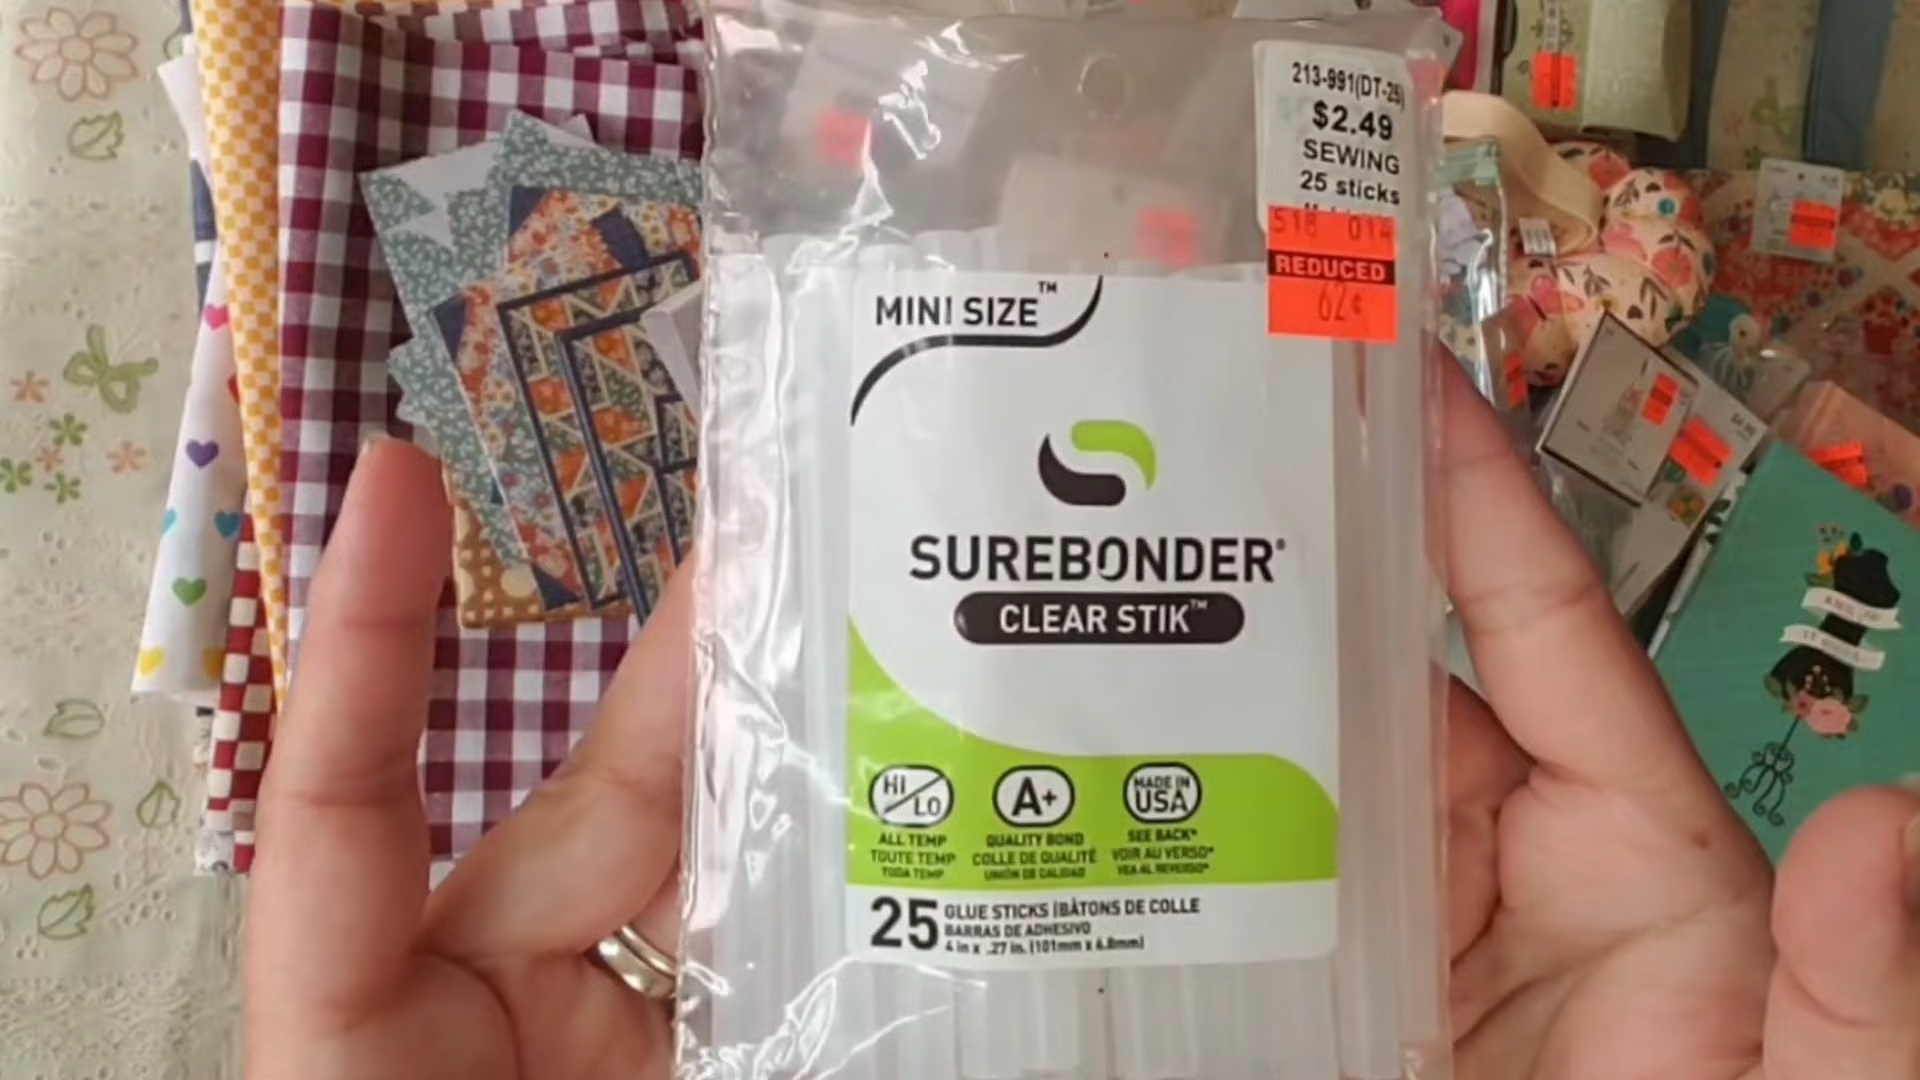 213-991(DT-25)
$2.49
SEWING
25 sticks
518 014
REDUCED
62¢
MINI SIZE™
SUREBONDER®
CLEAR STIK™
HI/LO
A+
MADE IN
USA
ALL TEMP
TOUTE TEMP
TODA TEMP
QUALITY BOND
COLLE DE QUALITÉ
UNIÓN DE CALIDAD
SEE BACK*
VOIR AU VERSO*
VEA AL REVERSO*
25 GLUE STICKS | BÂTONS DE COLLE
BARRAS DE ADHESIVO
4 in x .27 in. (101mm x 6.8mm)